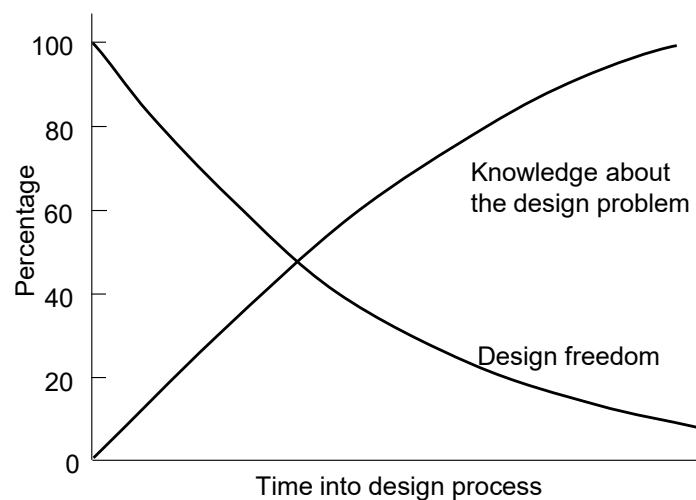 100
80
60
40
20
0
Percentage
Knowledge about
the design problem
Design freedom
Time into design process